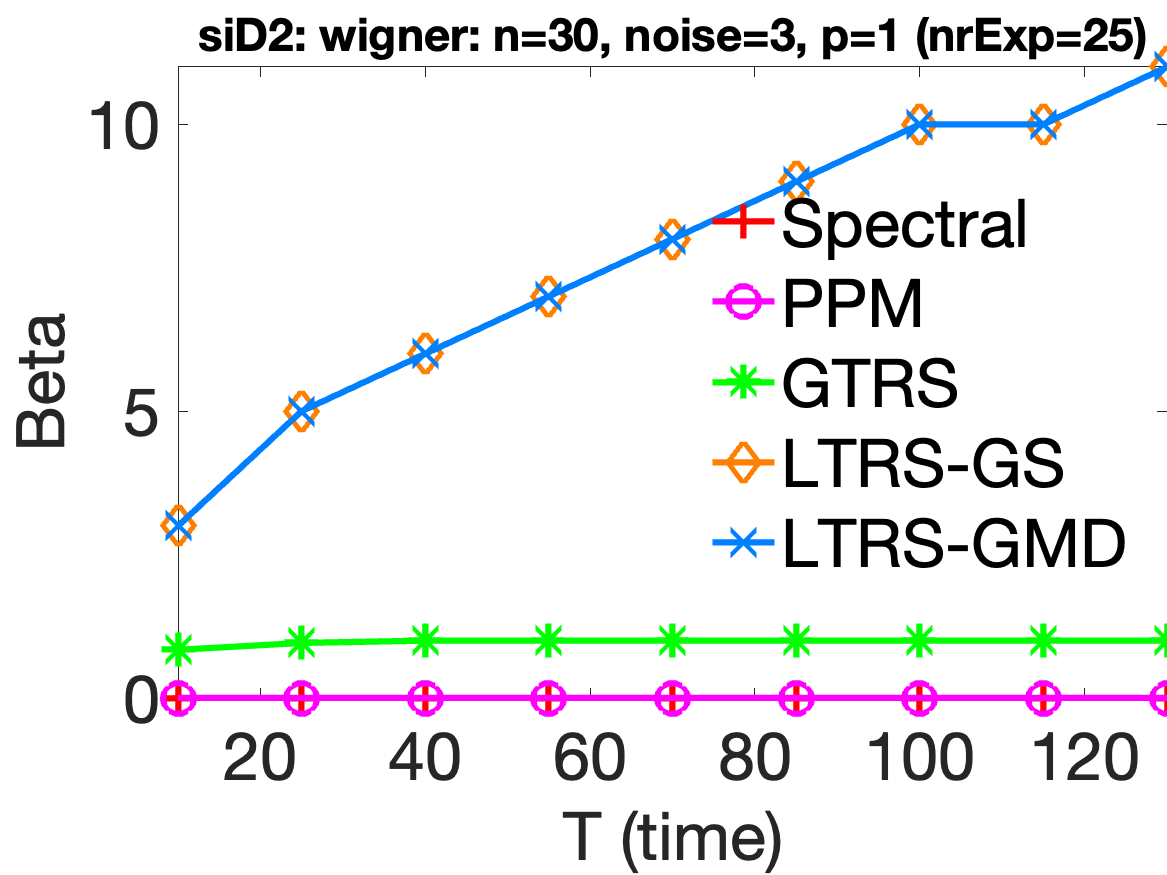 siD2: wigner: n=30, noise=3, p=1 (nrExp=25)
10
5
0
Beta
Spectral
PPM
GTRS
LTRS-GS
LTRS-GMD
20 40 60 80 100 120
T (time)